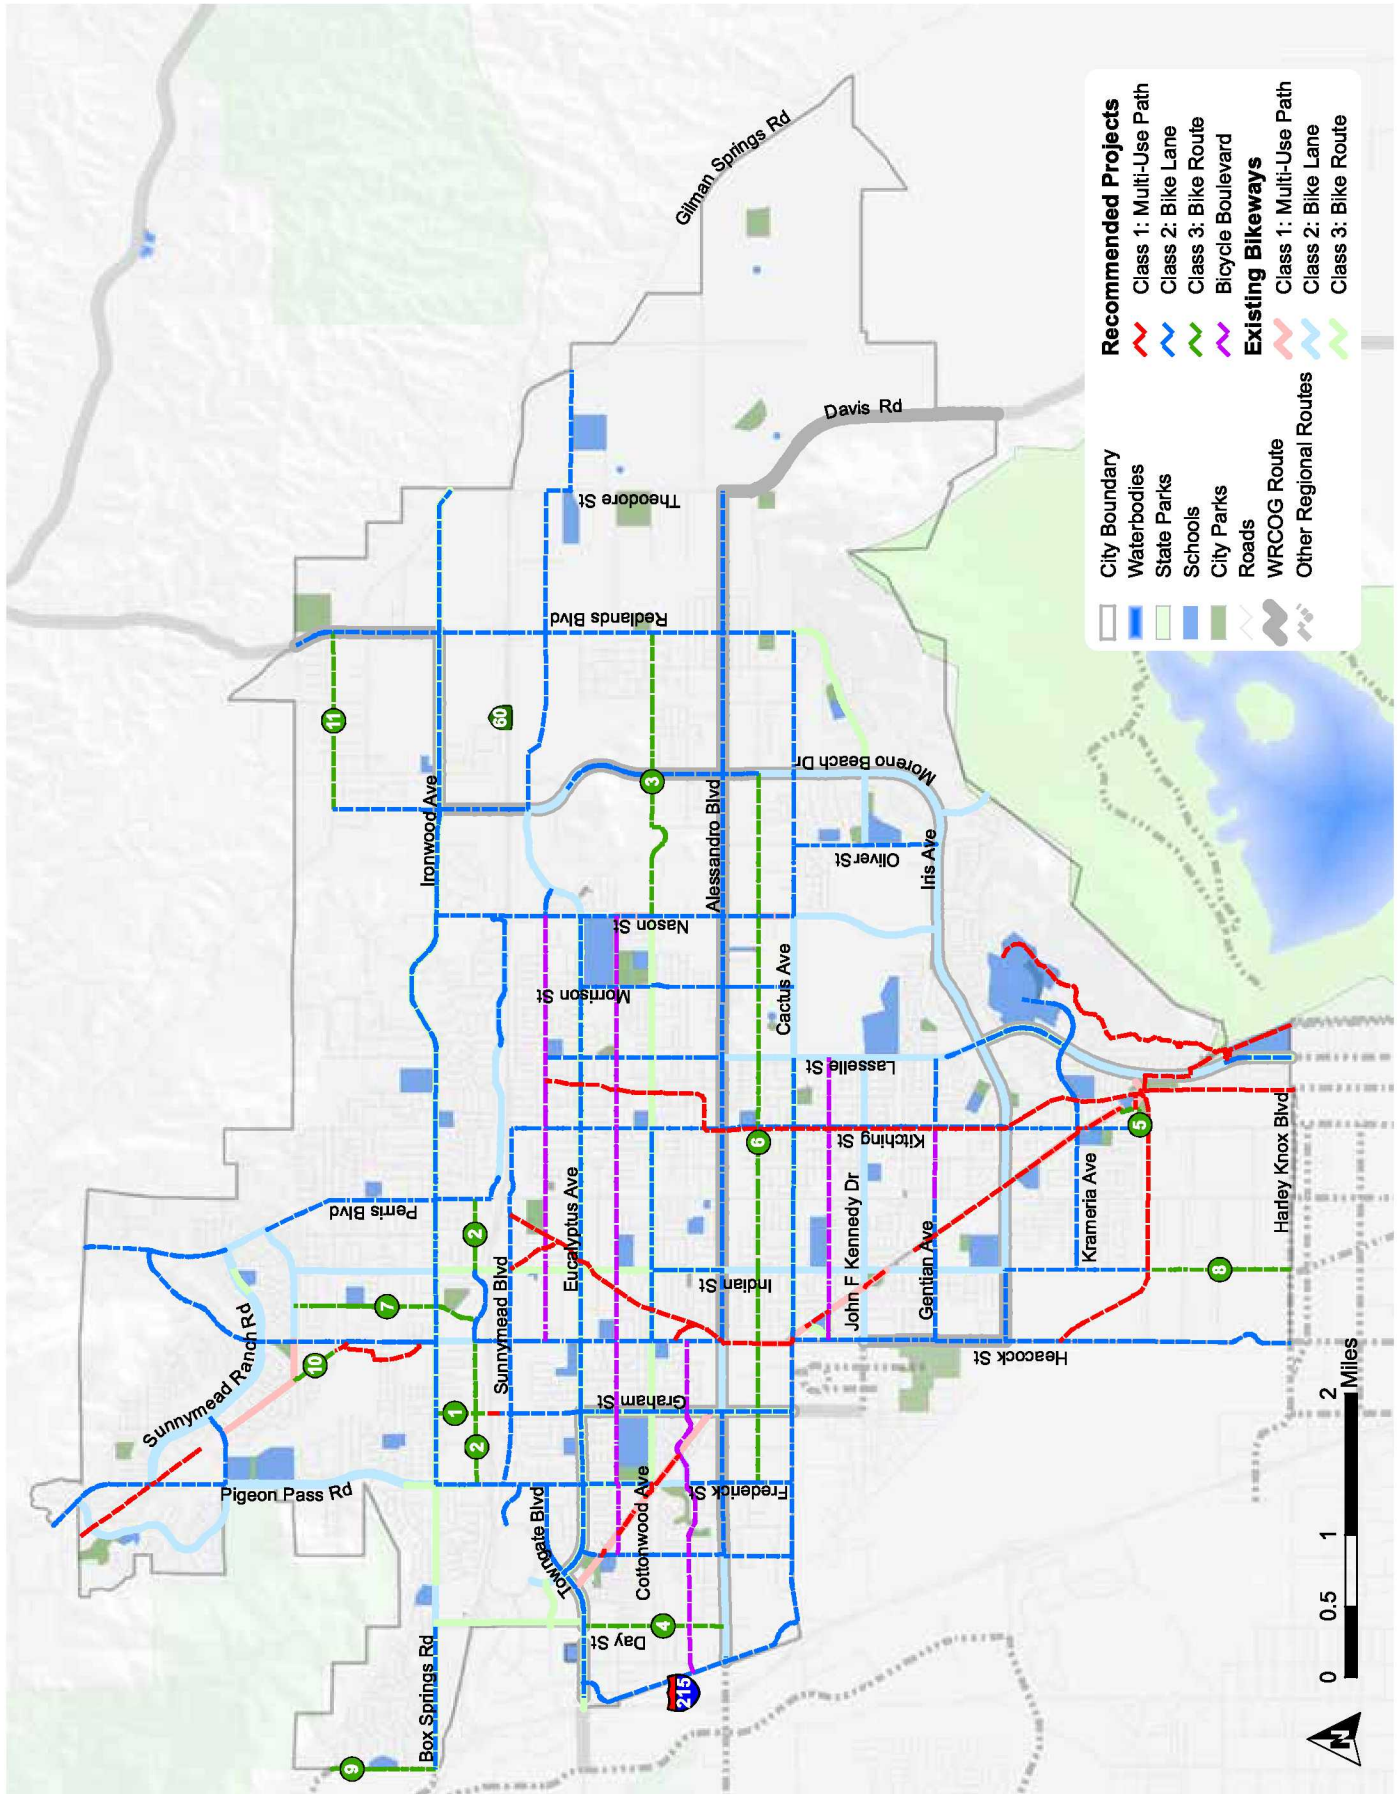 Gilman Springs Rd
Davis Rd
Theodore St
Redlands Blvd
11
60
Ironwood Ave
3
Moreno Beach Dr
Alessandro Blvd
Oliver St
Iris Ave
Nason St
Morrison St
Cactus Ave
Lasselle St
6
Kitching St
5
Harley Knox Blvd
Perris Blvd
2
Eucalyptus Ave
Krameria Ave
John F Kennedy Dr
Gentian Ave
Indian St
8
7
Sunnymead Blvd
Sunnymead Ranch Rd
10
Heacock St
1
Graham St
2
Pigeon Pass Rd
Frederick St
Towngate Blvd
Cottonwood Ave
4
Day St
215
Box Springs Rd
9
City Boundary
Waterbodies
State Parks
Schools
City Parks
Roads
WRCOG Route
Other Regional Routes
Recommended Projects
Class 1: Multi-Use Path
Class 2: Bike Lane
Class 3: Bike Route
Bicycle Boulevard
Existing Bikeways
Class 1: Multi-Use Path
Class 2: Bike Lane
Class 3: Bike Route
N
0 0.5 1 2
Miles